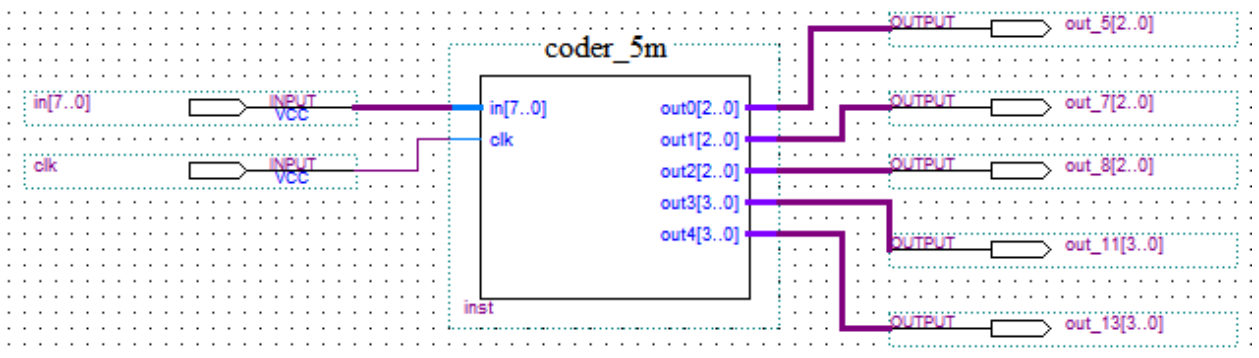 coder_5m
in[7..0]
INPUT
VCC
clk
INPUT
VCC
in[7..0]
clk
out0[2..0]
out1[2..0]
out2[2..0]
out3[3..0]
out4[3..0]
inst
OUTPUT
out_5[2..0]
OUTPUT
out_7[2..0]
OUTPUT
out_8[2..0]
OUTPUT
out_11[3..0]
OUTPUT
out_13[3..0]